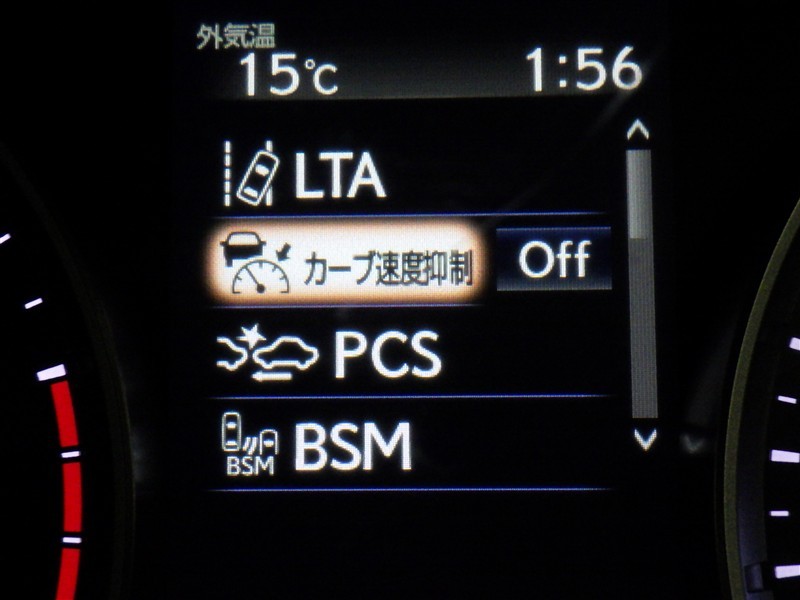 外気温
15℃ 1:56
LTA
カーブ速度抑制 Off
PCS
BSM BSM